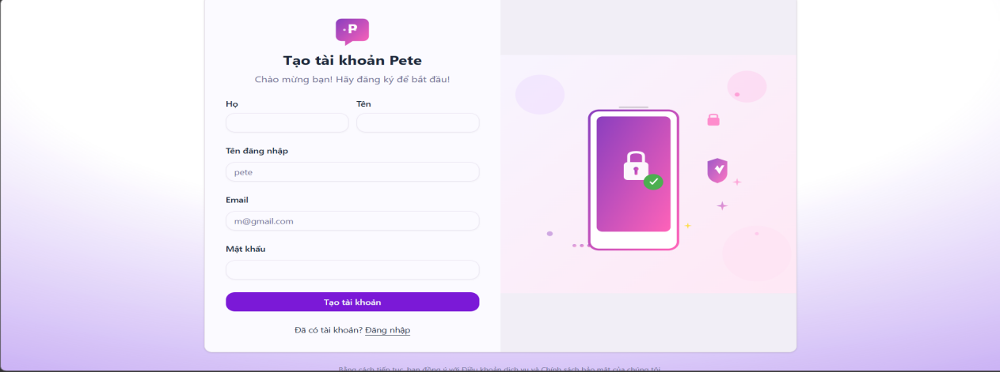 P
Tạo tài khoản Pete
Chào mừng bạn! Hãy đăng ký để bắt đầu!
Họ
Tên
Tên đăng nhập
pete
Email
m@gmail.com
Mật khẩu
Tạo tài khoản
Đã có tài khoản? Đăng nhập
Bằng cách tiếp tục, bạn đồng ý với Điều khoản dịch vụ và Chính sách bảo mật của chúng tôi.